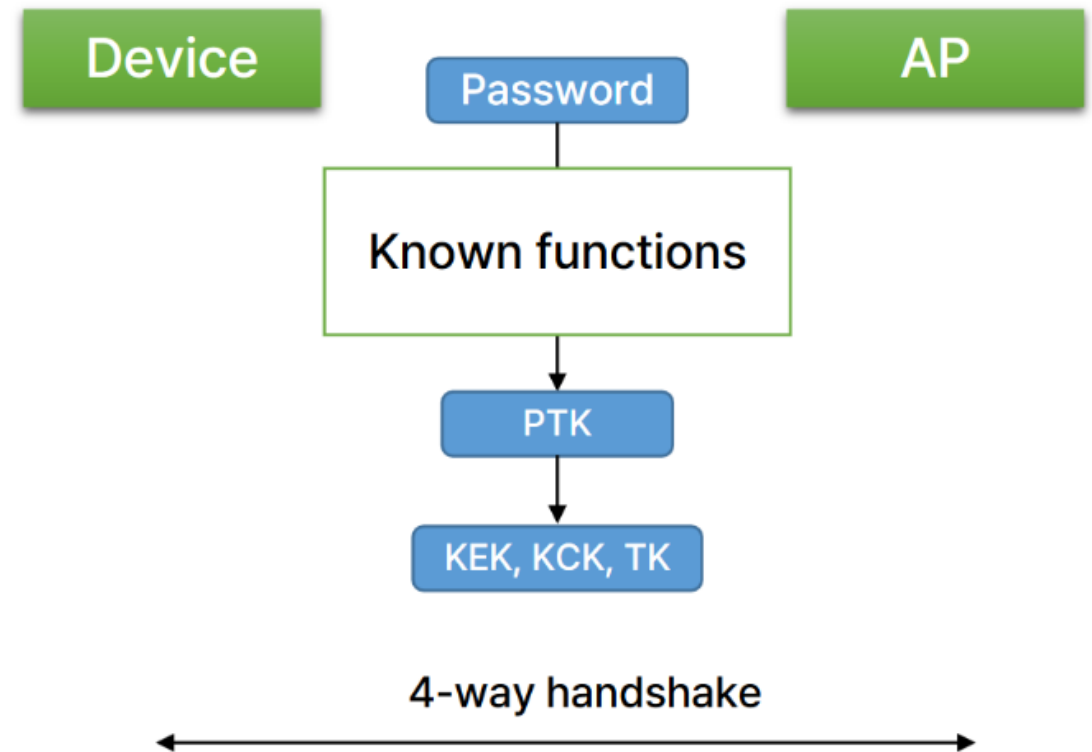 Device
AP
Password
Known functions
PTK
KEK, KCK, TK
4-way handshake